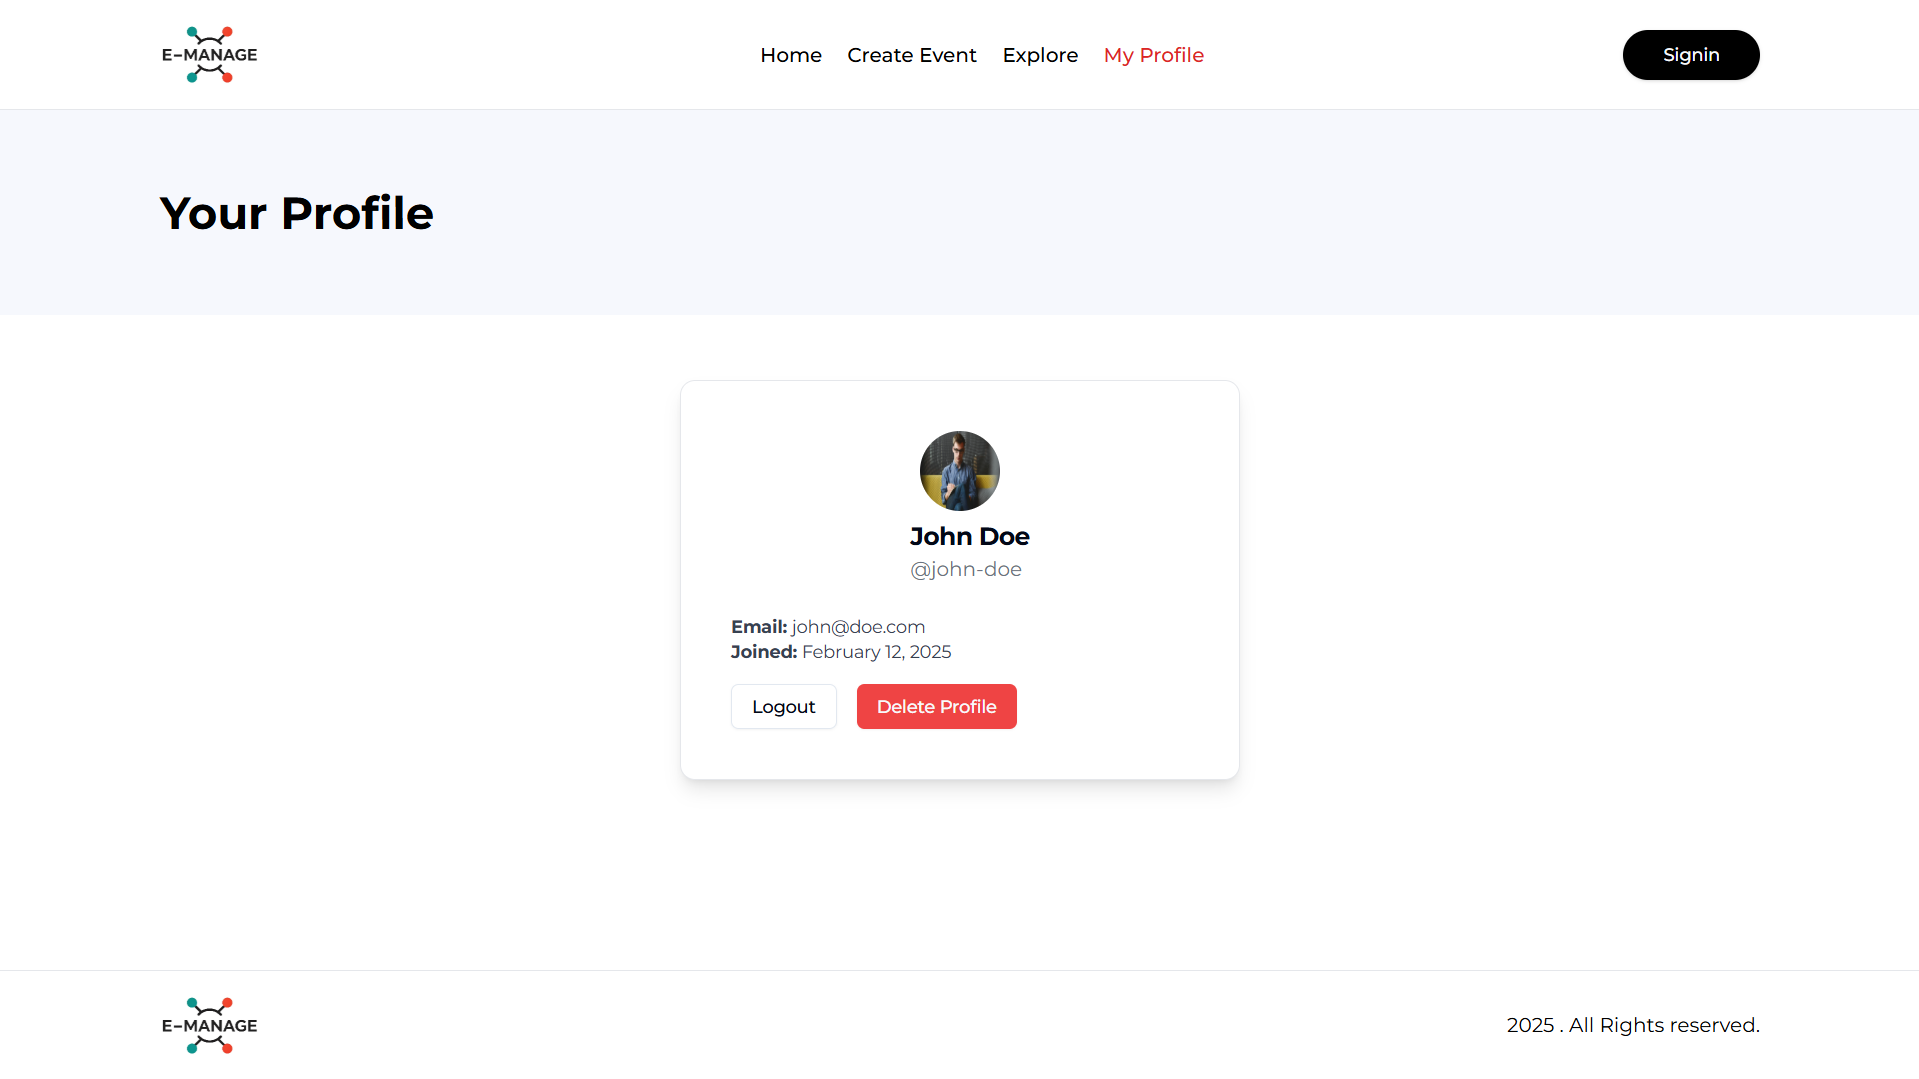 E-MANAGE
Home Create Event Explore My Profile
Signin
Your Profile
John Doe
@john-doe
Email: john@doe.com
Joined: February 12, 2025
Logout Delete Profile
E-MANAGE
2025 . All Rights reserved.